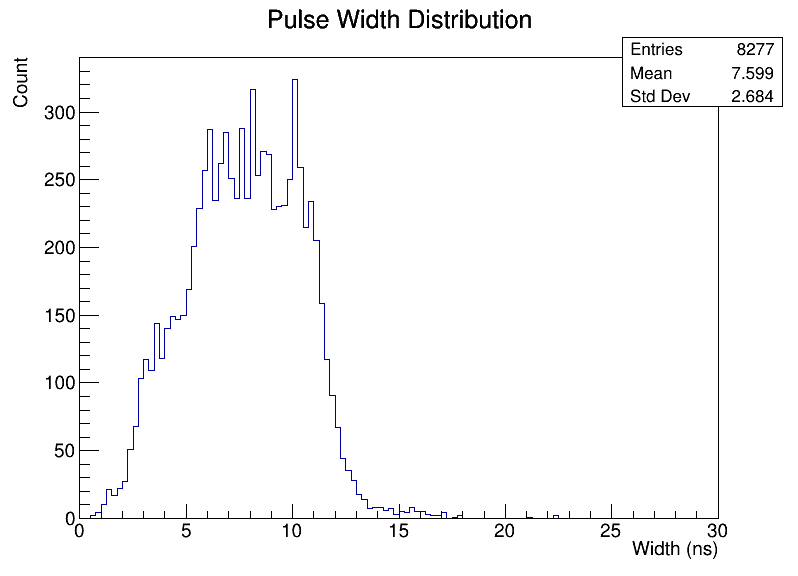 Pulse Width Distribution
Entries 8277
Mean 7.599
Std Dev 2.684
Count
300
250
200
150
100
50
0
0 5 10 15 20 25 30
Width (ns)